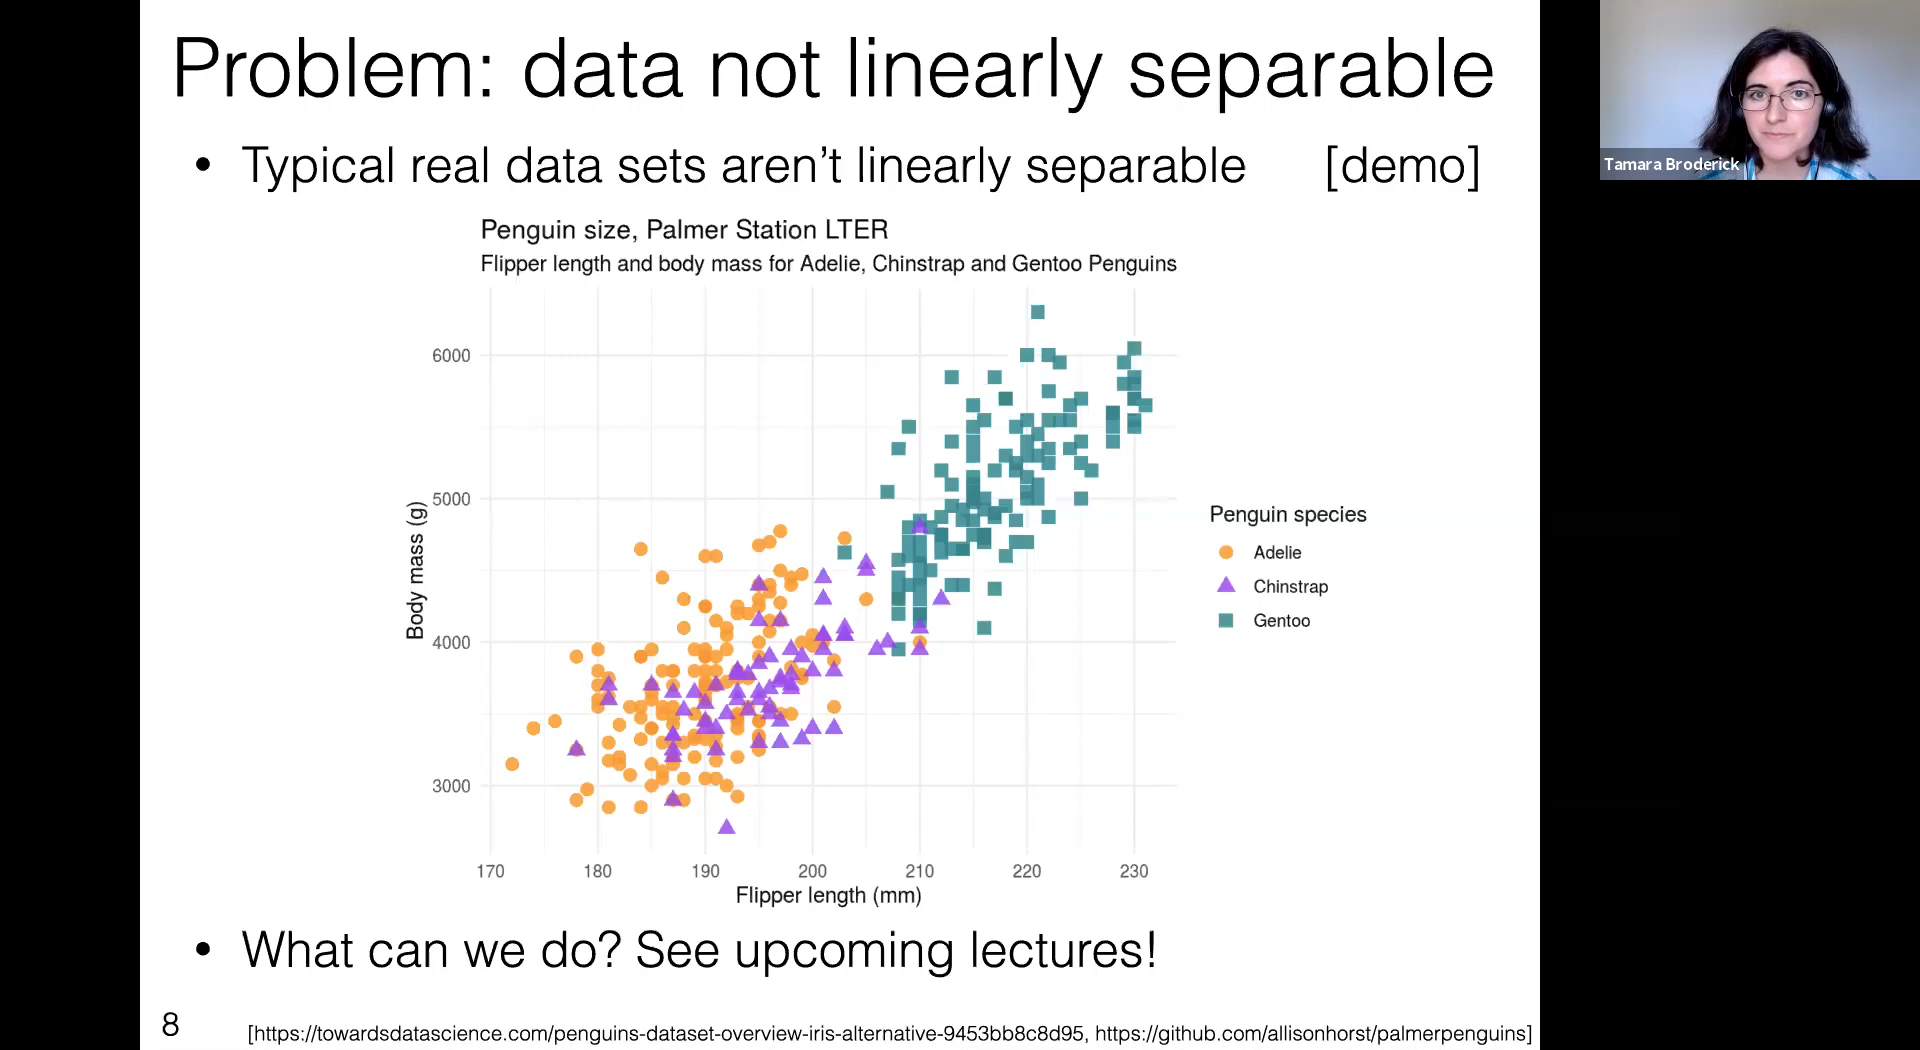 Problem: data not linearly separable
• Typical real data sets aren't linearly separable [demo]
Tamara Broderick
Penguin size, Palmer Station LTER
Flipper length and body mass for Adelie, Chinstrap and Gentoo Penguins
6000
5000
4000
3000
Body mass (g)
170 180 190 200 210 220 230
Flipper length (mm)
Penguin species
Adelie
Chinstrap
Gentoo
• What can we do? See upcoming lectures!
8
[https://towardsdatascience.com/penguins-dataset-overview-iris-alternative-9453bb8c8d95, https://github.com/allisonhorst/palmerpenguins]